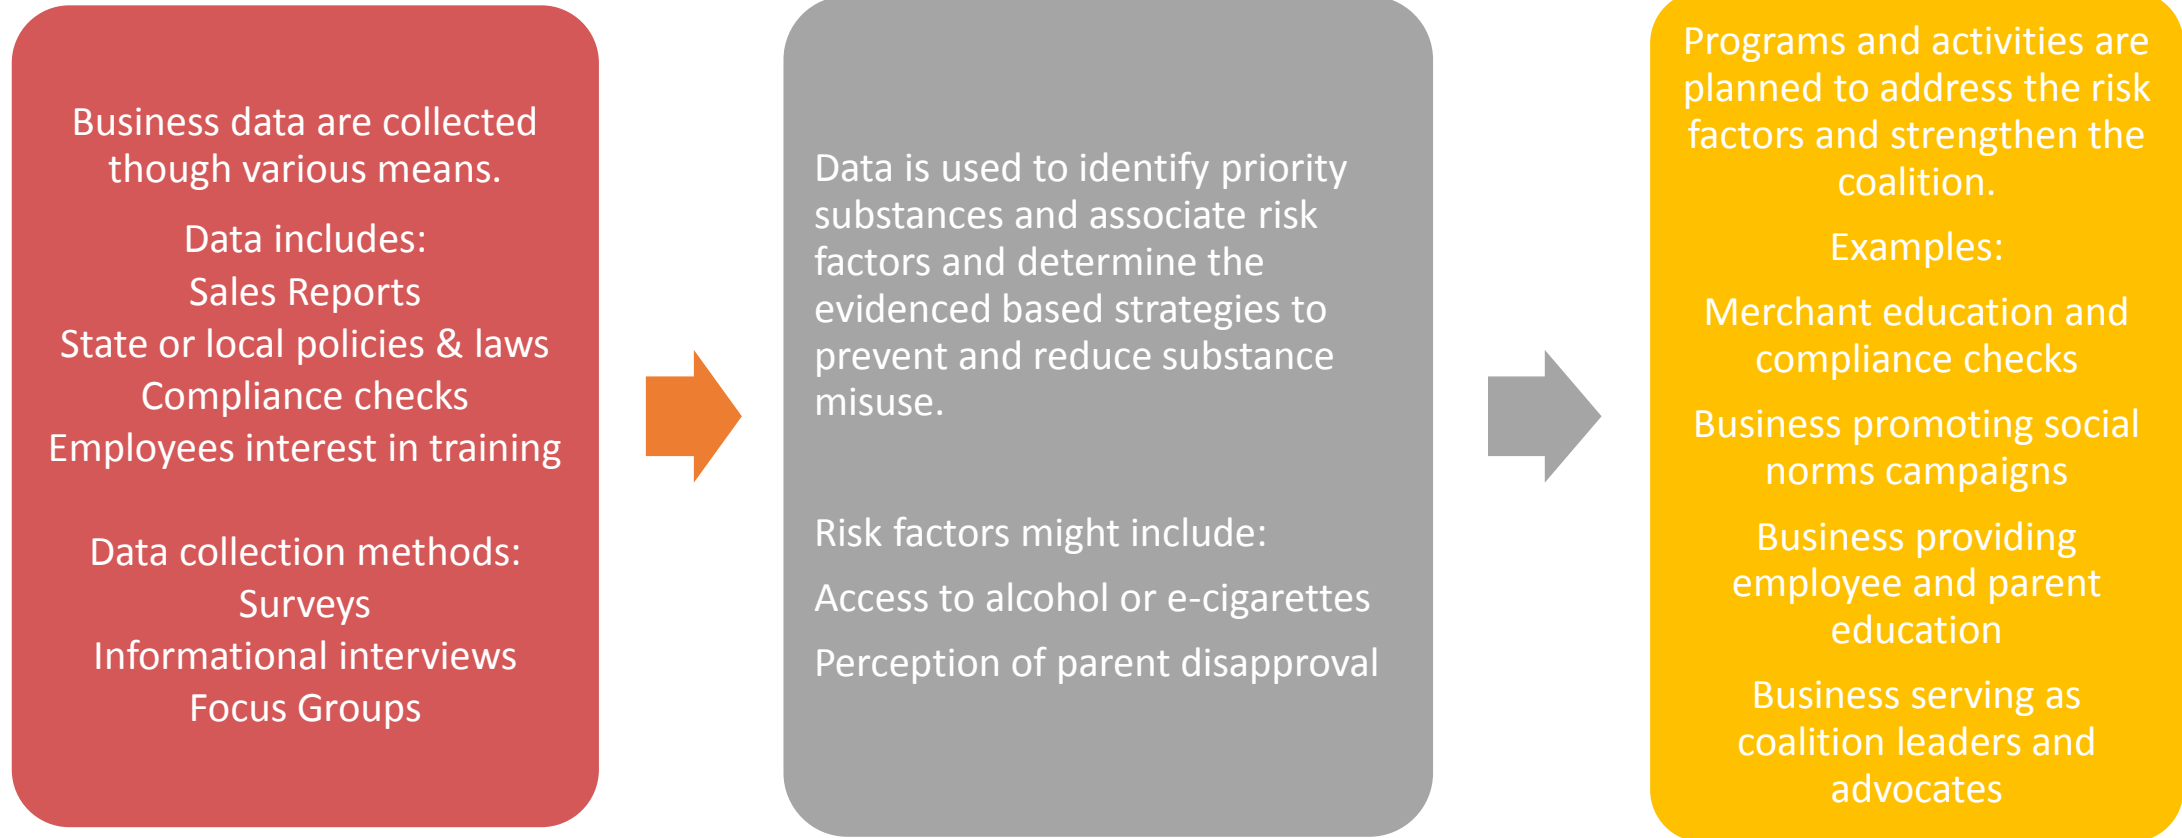 Business data are collected
though various means.
Data includes:
Sales Reports
State or local policies & laws
Compliance checks
Employees interest in training
Data collection methods:
Surveys
Informational interviews
Focus Groups
Data is used to identify priority
substances and associate risk
factors and determine the
evidenced based strategies to
prevent and reduce substance
misuse.
Risk factors might include:
Access to alcohol or e-cigarettes
Perception of parent disapproval
Programs and activities are
planned to address the risk
factors and strengthen the
coalition.
Examples:
Merchant education and
compliance checks
Business promoting social
norms campaigns
Business providing
employee and parent
education
Business serving as
coalition leaders and
advocates